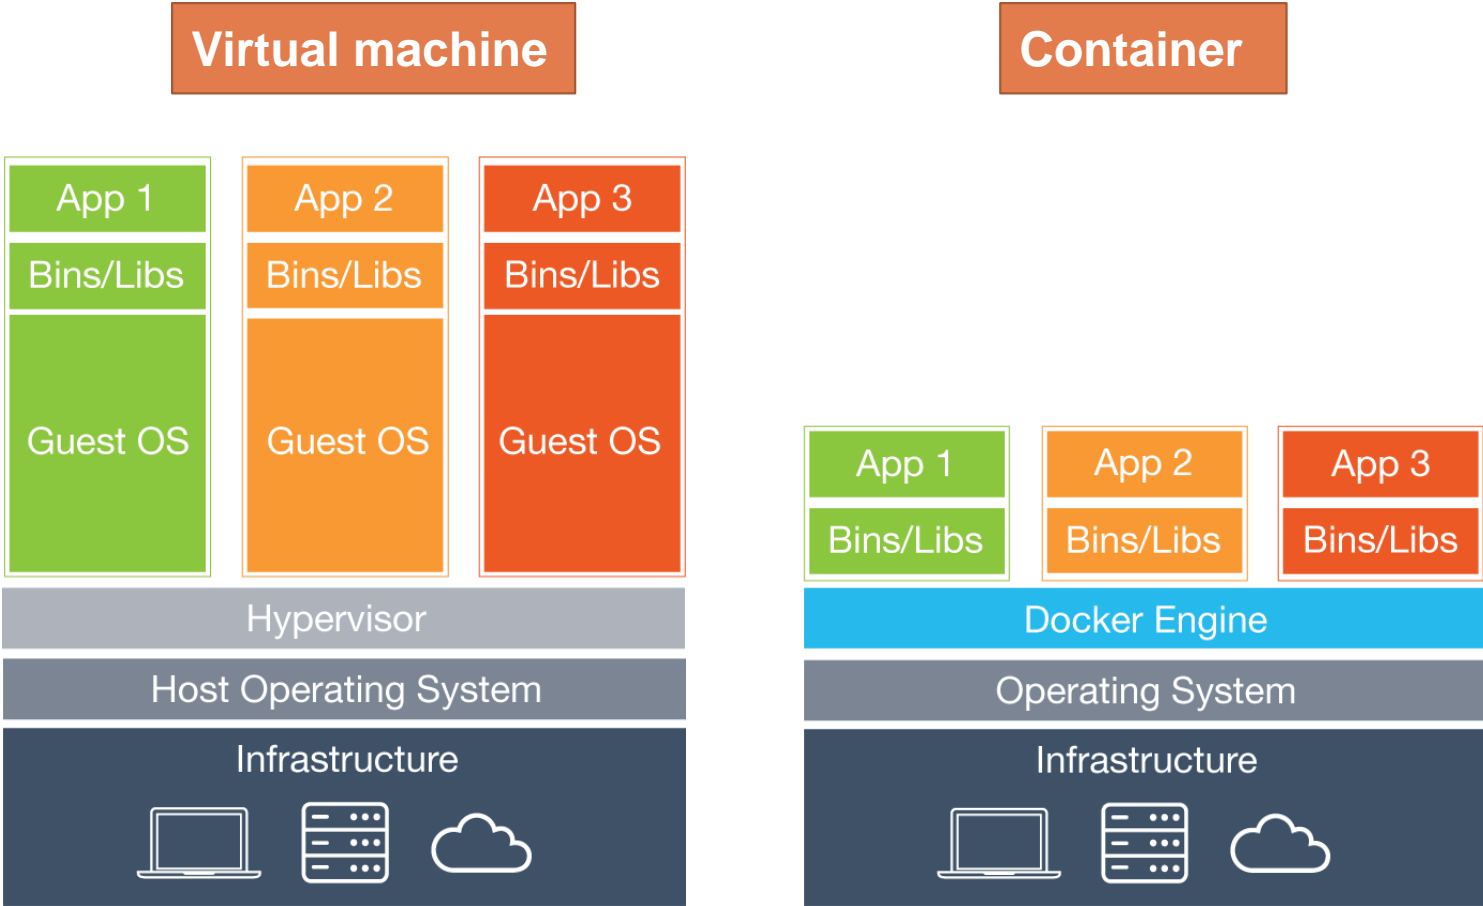 Virtual machine
Container
App 1
App 2
App 3
Bins/Libs
Bins/Libs
Bins/Libs
Guest OS
Guest OS
Guest OS
Hypervisor
Host Operating System
Infrastructure
App 1
App 2
App 3
Bins/Libs
Bins/Libs
Bins/Libs
Docker Engine
Operating System
Infrastructure